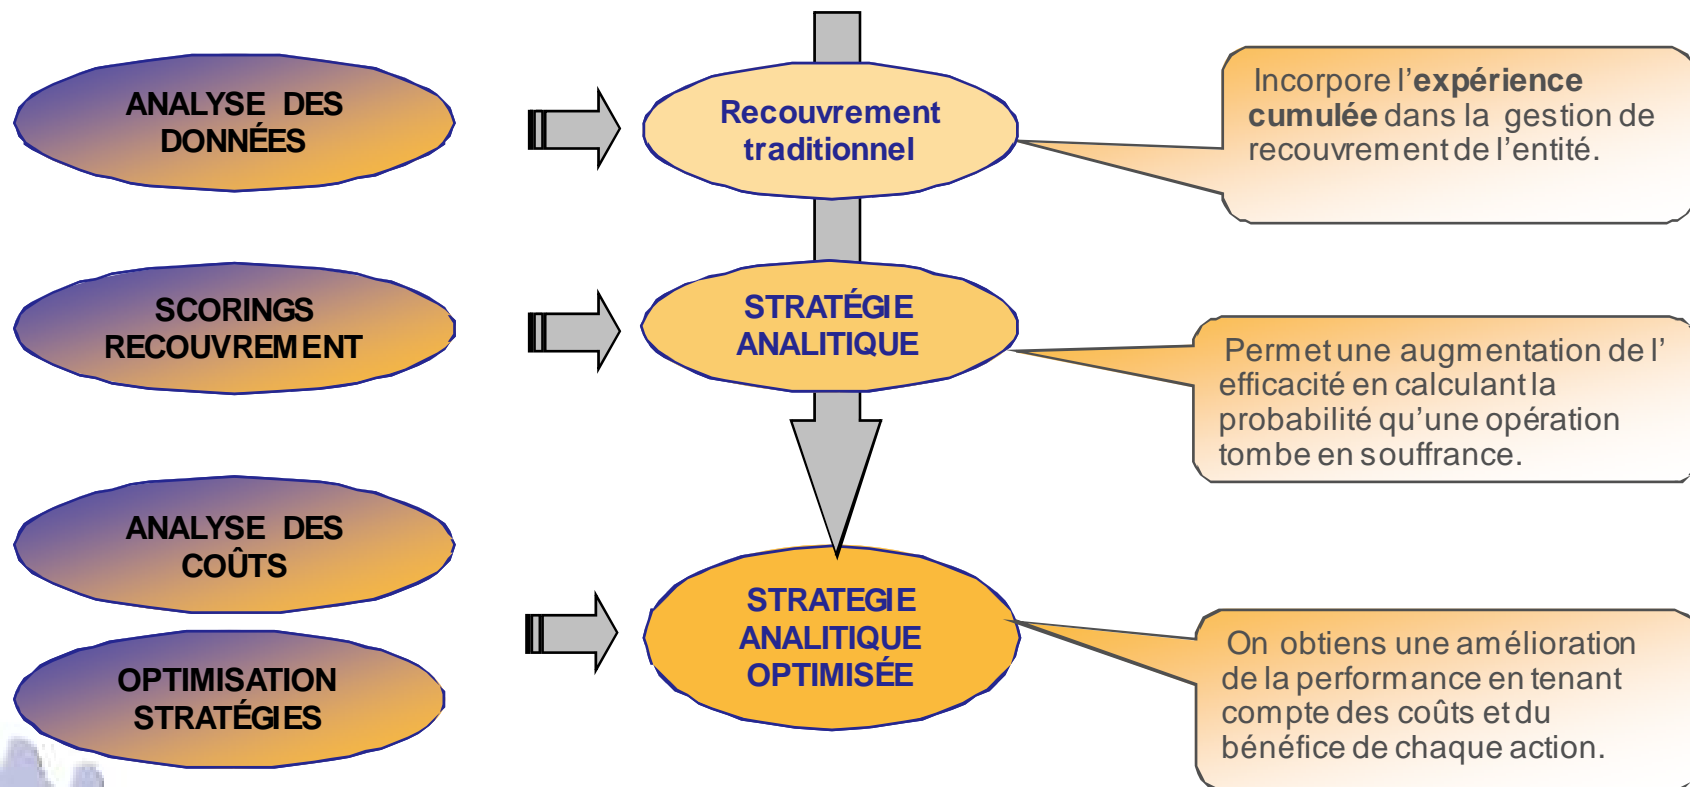 ANALYSE DES
DONNÉES
Recouvrement
traditionnel
Incorpore l’expérience
cumulée dans la gestion de
recouvrement de l’entité.
SCORINGS
RECOUVREMENT
STRATÉGIE
ANALITIQUE
Permet une augmentation de l’
efficacité en calculant la
probabilité qu’une opération
tombe en souffrance.
ANALYSE DES
COÛTS
OPTIMISATION
STRATÉGIES
STRATEGIE
ANALITIQUE
OPTIMISÉE
On obtiens une amélioration
de la performance en tenant
compte des coûts et du
bénéfice de chaque action.